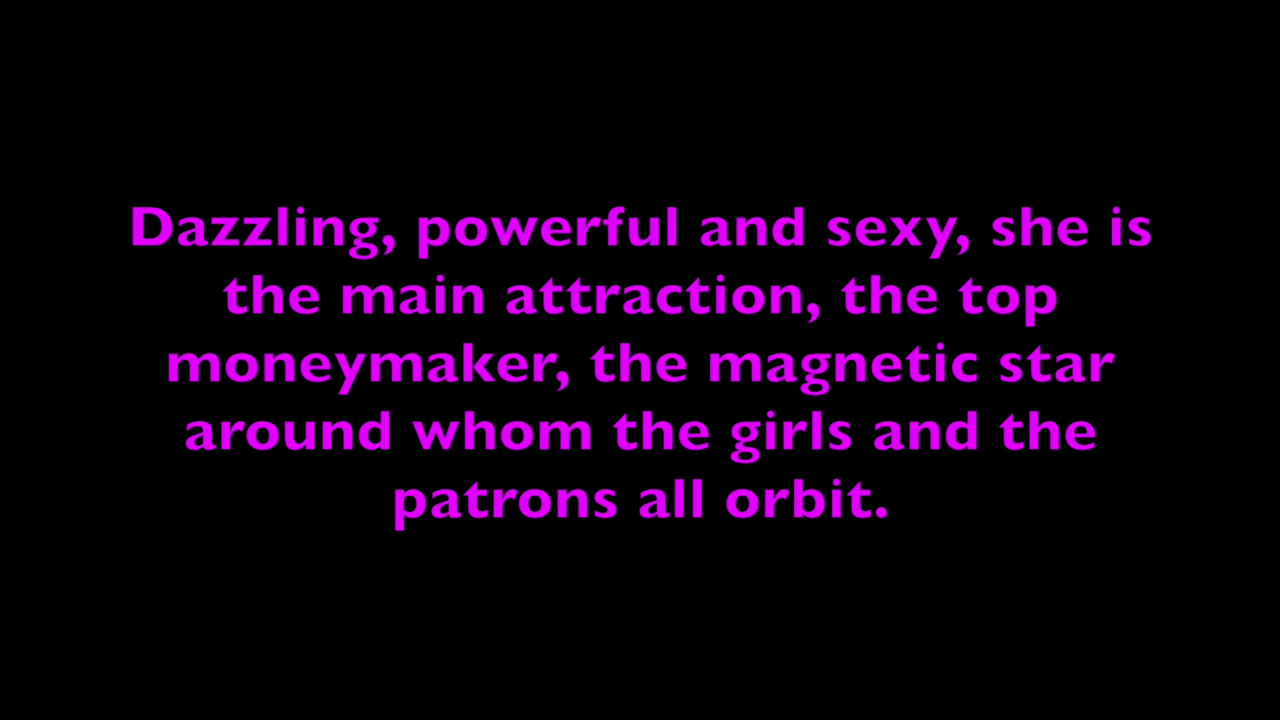 Dazzling, powerful and sexy, she is
the main attraction, the top
moneymaker, the magnetic star
around whom the girls and the
patrons all orbit.